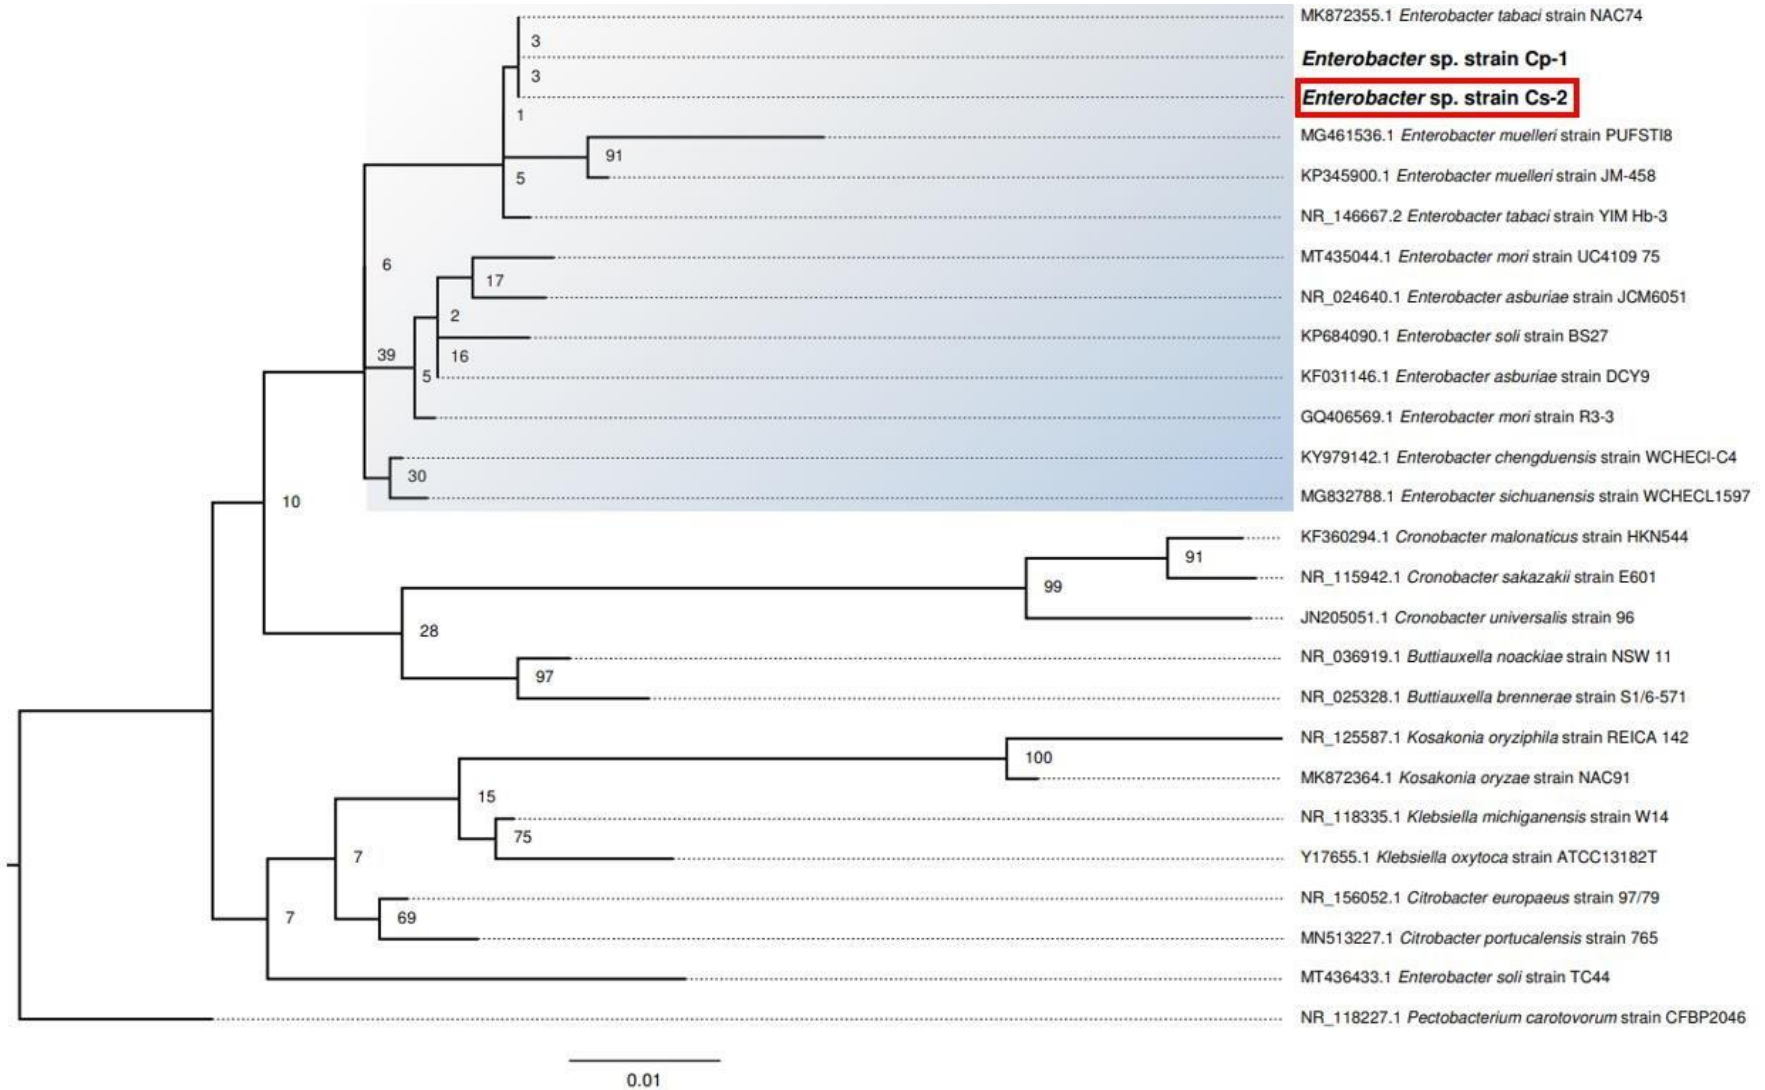 MK872355.1 Enterobacter tabaci strain NAC74
3
Enterobacter sp. strain Cp-1
3
Enterobacter sp. strain Cs-2
1
MG461536.1 Enterobacter muelleri strain PUFSTI8
91
KP345900.1 Enterobacter muelleri strain JM-458
5
NR_146667.2 Enterobacter tabaci strain YIM Hb-3
MT435044.1 Enterobacter mori strain UC4109 75
6
17
NR_024640.1 Enterobacter asburiae strain JCM6051
2
KP684090.1 Enterobacter soli strain BS27
39
16
5
KF031146.1 Enterobacter asburiae strain DCY9
GQ406569.1 Enterobacter mori strain R3-3
KY979142.1 Enterobacter chengduensis strain WCHECl-C4
30
MG832788.1 Enterobacter sichuanensis strain WCHECL1597
10
KF360294.1 Cronobacter malonaticus strain HKN544
91
NR_115942.1 Cronobacter sakazakii strain E601
99
JN205051.1 Cronobacter universalis strain 96
28
NR_036919.1 Buttiauxella noackiae strain NSW 11
97
NR_025328.1 Buttiauxella brennerae strain S1/6-571
NR_125587.1 Kosakonia oryziphila strain REICA 142
100
MK872364.1 Kosakonia oryzae strain NAC91
15
NR_118335.1 Klebsiella michiganensis strain W14
75
Y17655.1 Klebsiella oxytoca strain ATCC13182T
7
NR_156052.1 Citrobacter europaeus strain 97/79
69
7
MN513227.1 Citrobacter portucalensis strain 765
MT436433.1 Enterobacter soli strain TC44
NR_118227.1 Pectobacterium carotovorum strain CFBP2046
0.01